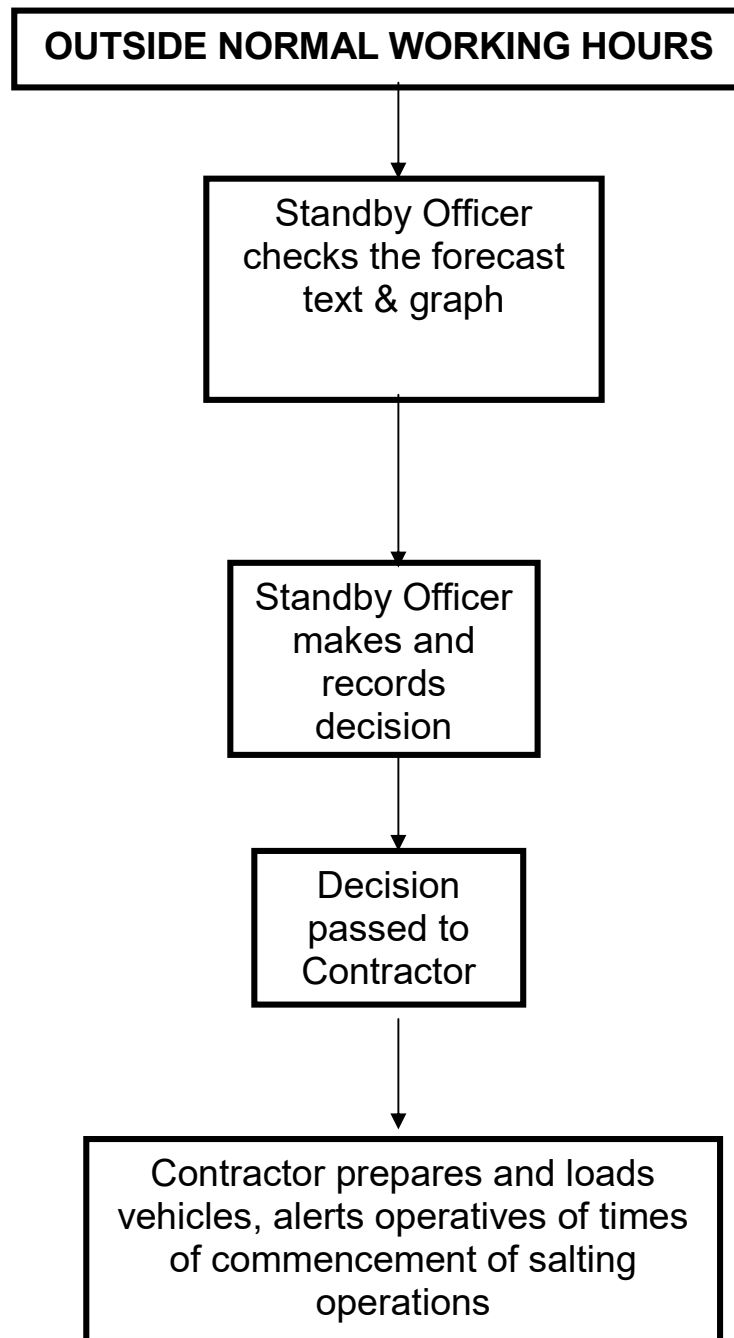 OUTSIDE NORMAL WORKING HOURS
Standby Officer
checks the forecast
text & graph
Standby Officer
makes and
records
decision
Decision
passed to
Contractor
Contractor prepares and loads
vehicles, alerts operatives of times
of commencement of salting
operations